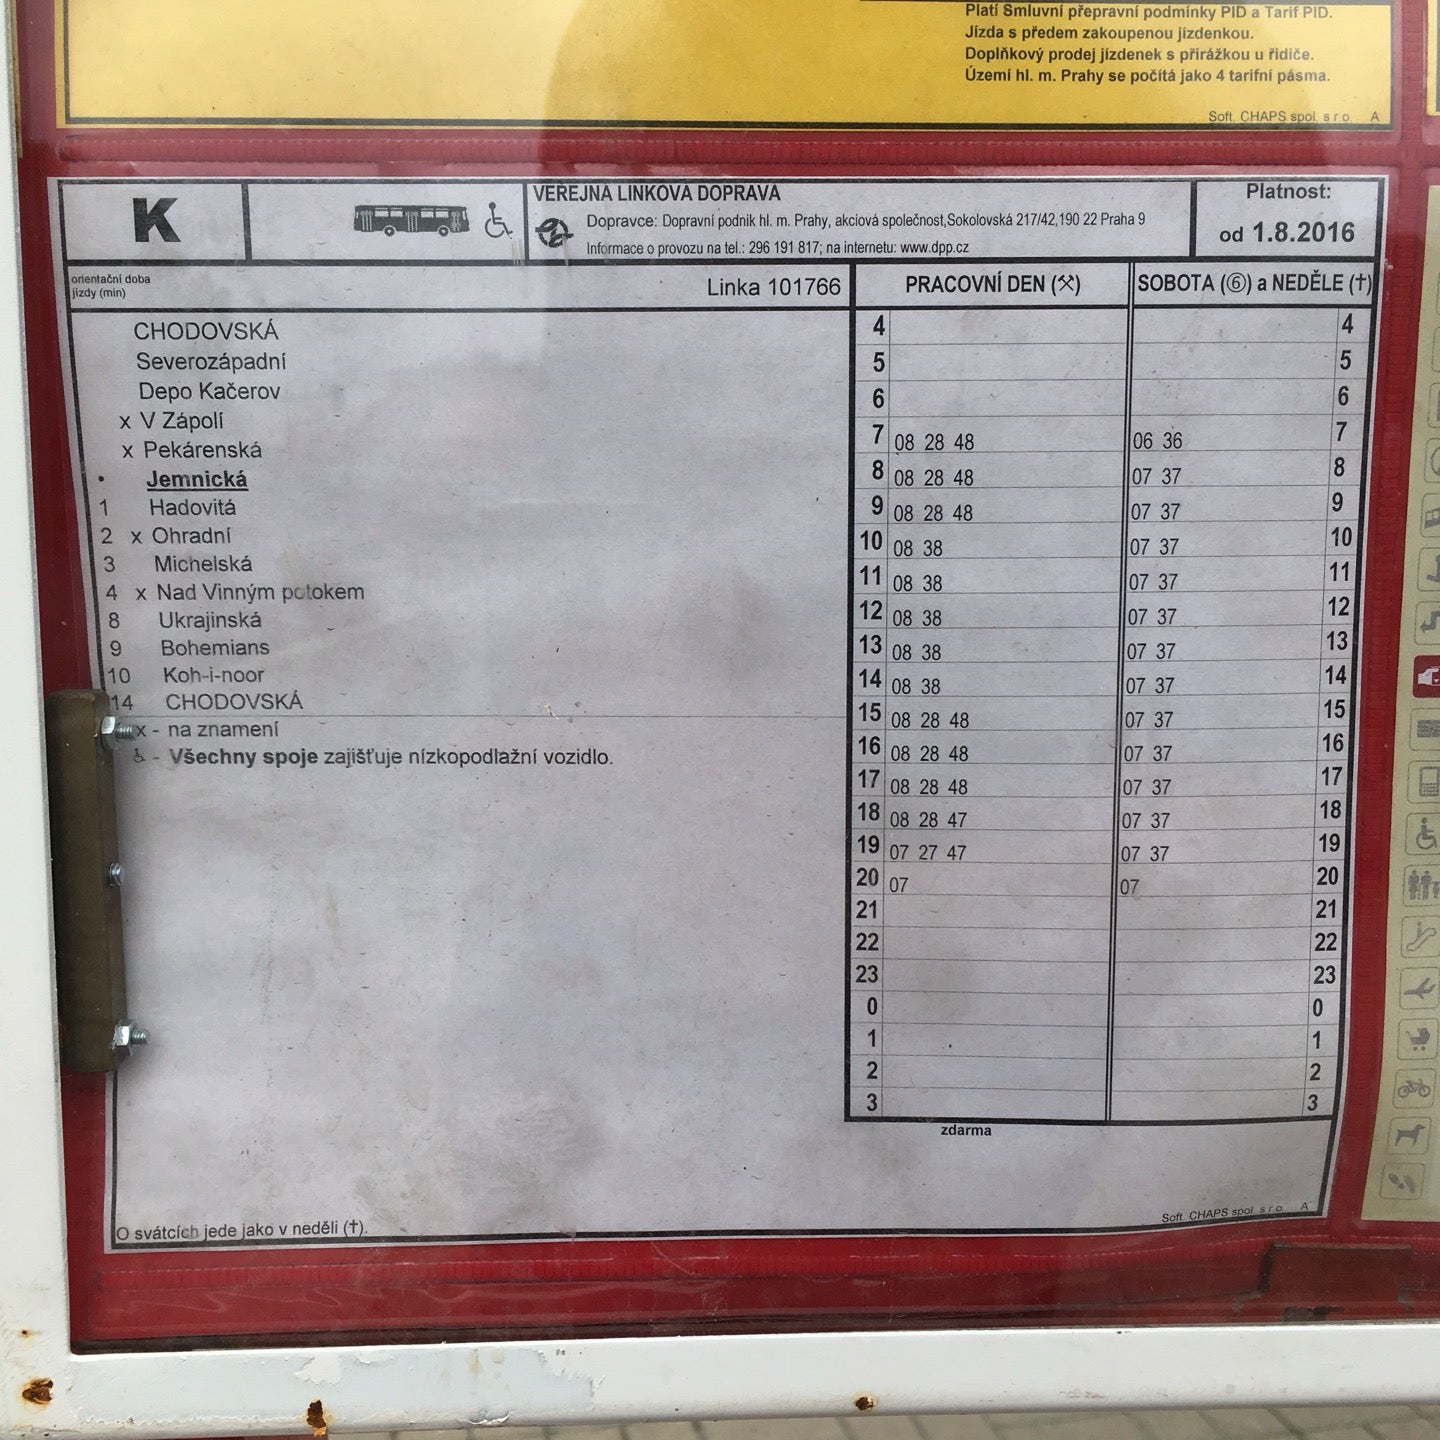 Platí Smluvní přepravní podmínky PID a Tarif PID.
Jízda s předem zakoupenou jízdenkou.
Doplňkový prodej jízdenek s přirážkou u řidiče.
Území hl. m. Prahy se počítá jako 4 tarifní pásma.
Soft. CHAPS spol. s r.o. A
K
VEŘEJNÁ LINKOVÁ DOPRAVA
Dopravce: Dopravní podnik hl. m. Prahy, akciová společnost,Sokolovská 217/42,190 22 Praha 9
Informace o provozu na tel.: 296 191 817; na internetu: www.dpp.cz
Platnost:
od 1.8.2016
orientační doba
jízdy (min)
Linka 101766
CHODOVSKÁ
Severozápadní
Depo Kačerov
x V Zápolí
x Pekárenská
• Jemnická
1 Hadovitá
2 x Ohradní
3 Michelská
4 x Nad Vinným potokem
8 Ukrajinská
9 Bohemians
10 Koh-i-noor
14 CHODOVSKÁ
x - na znamení
♿ - Všechny spoje zajišťuje nízkopodlažní vozidlo.
PRACOVNÍ DEN (⚒) SOBOTA (⑥) a NEDĚLE (†)
4 4
5 5
6 6
7 08 28 48 06 36 7
8 08 28 48 07 37 8
9 08 28 48 07 37 9
10 08 38 07 37 10
11 08 38 07 37 11
12 08 38 07 37 12
13 08 38 07 37 13
14 08 38 07 37 14
15 08 28 48 07 37 15
16 08 28 48 07 37 16
17 08 28 48 07 37 17
18 08 28 47 07 37 18
19 07 27 47 07 37 19
20 07 07 20
21 21
22 22
23 23
0 0
1 1
2 2
3 3
zdarma
O svátcích jede jako v neděli (†).
Soft. CHAPS spol. s r.o. A